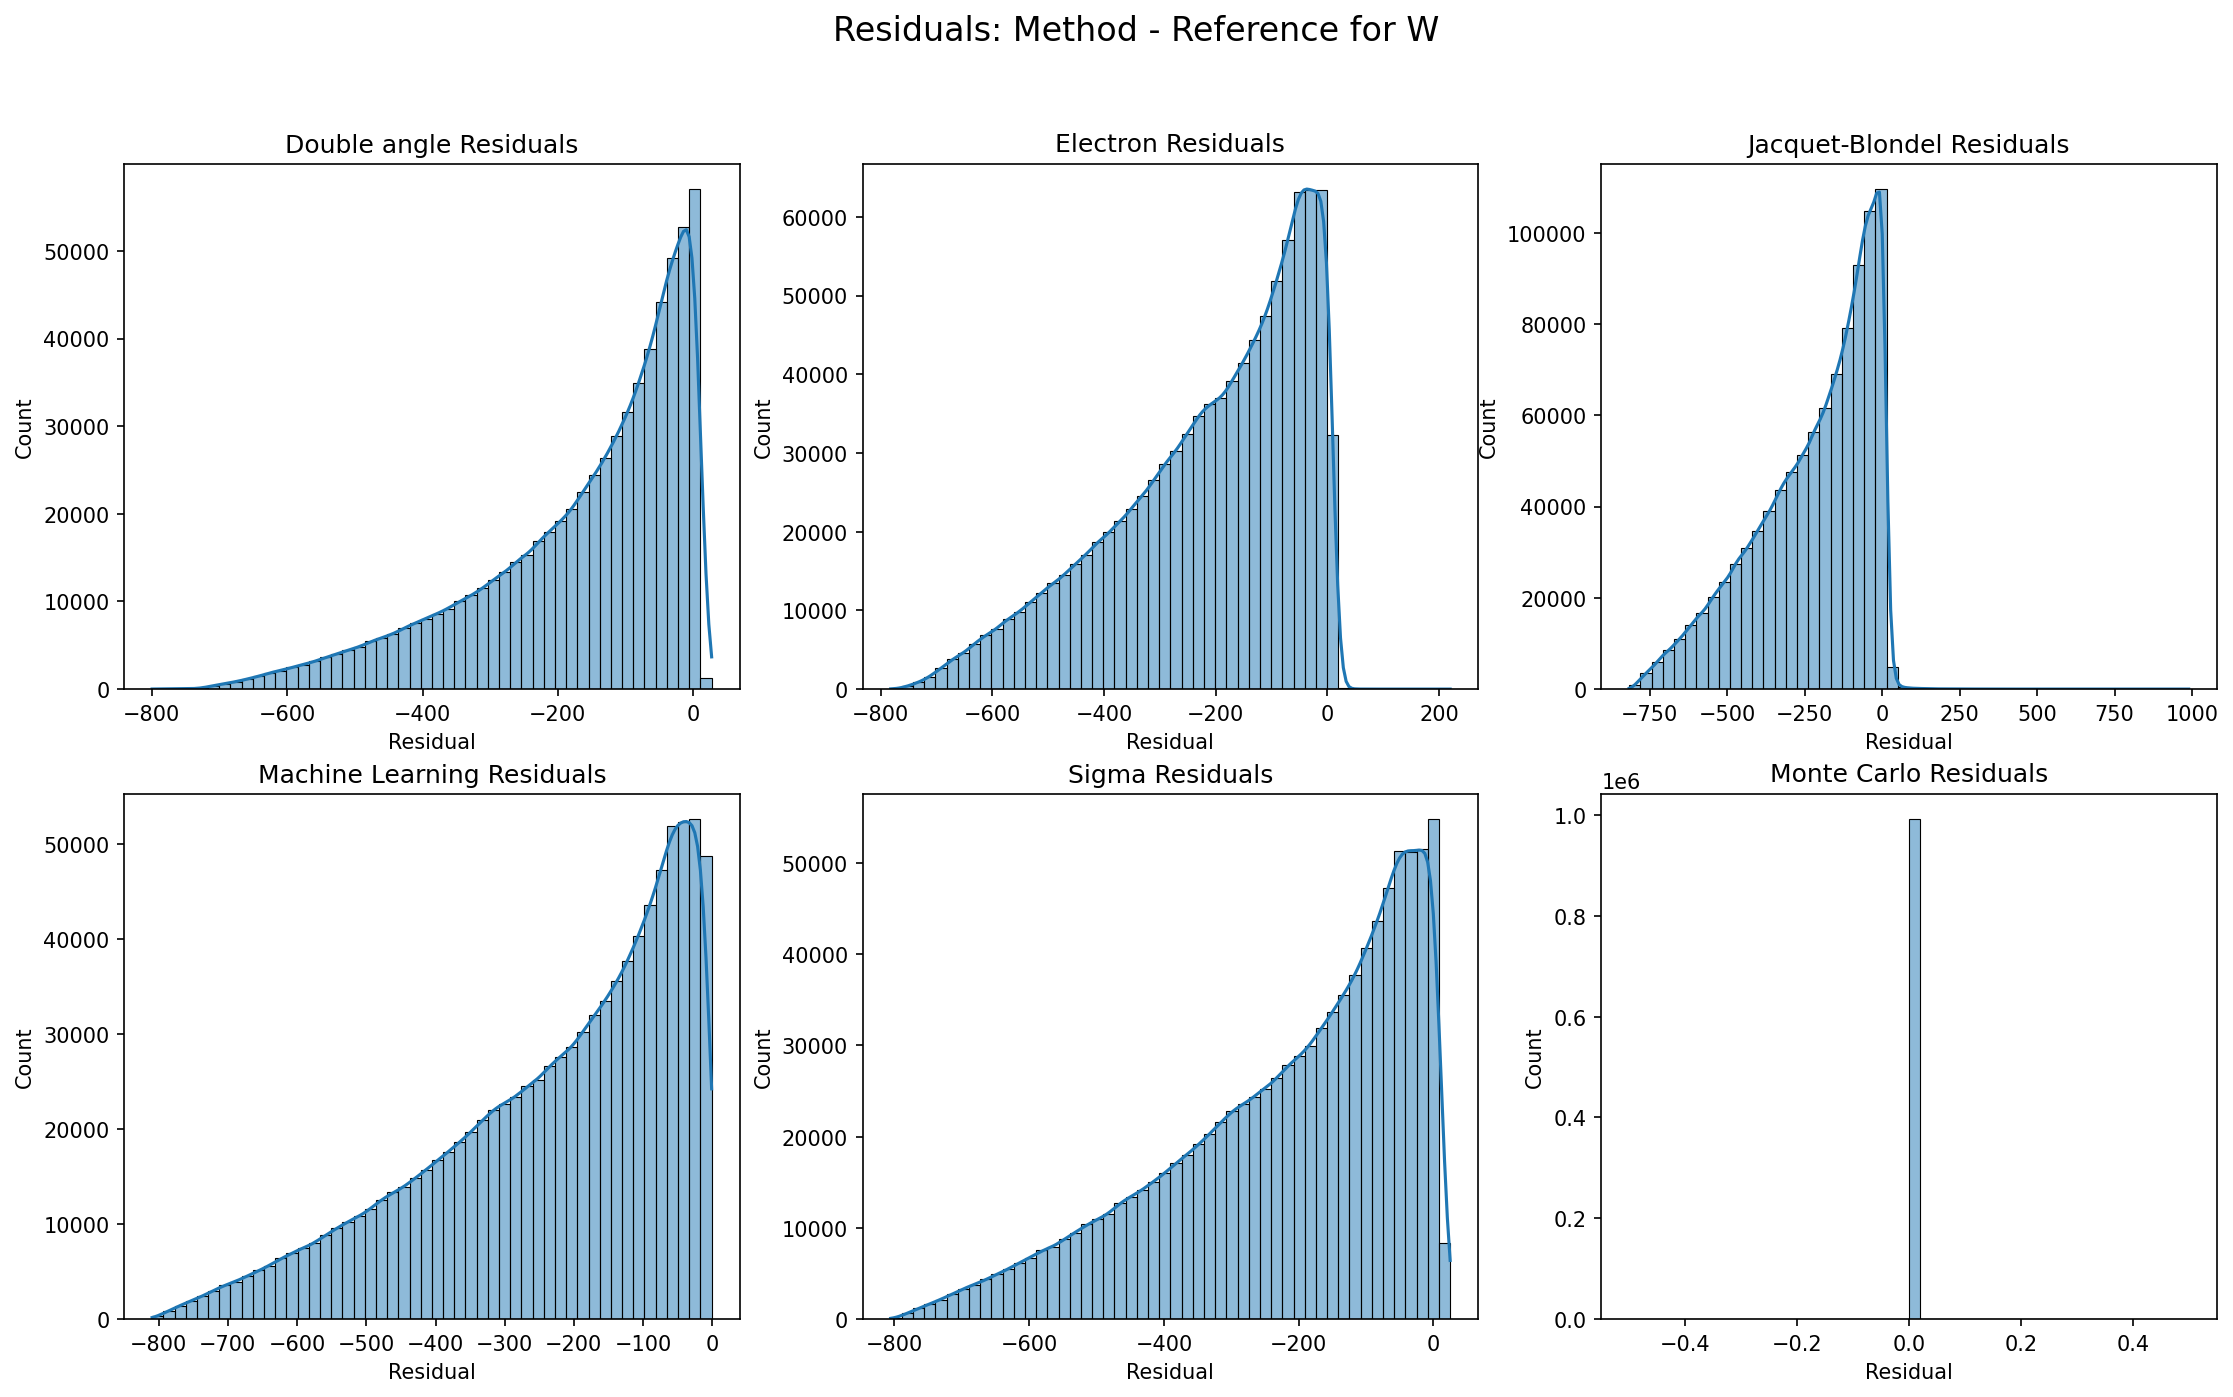 Residuals: Method - Reference for W
Double angle Residuals
Count
50000
40000
30000
20000
10000
0
−800 −600 −400 −200 0
Residual
Electron Residuals
Count
60000
50000
40000
30000
20000
10000
0
−800 −600 −400 −200 0 200
Residual
Jacquet-Blondel Residuals
Count
100000
80000
60000
40000
20000
0
−750 −500 −250 0 250 500 750 1000
Residual
Machine Learning Residuals
Count
50000
40000
30000
20000
10000
0
−800 −700 −600 −500 −400 −300 −200 −100 0
Residual
Sigma Residuals
Count
50000
40000
30000
20000
10000
0
−800 −600 −400 −200 0
Residual
Monte Carlo Residuals
1e6
Count
1.0
0.8
0.6
0.4
0.2
0.0
−0.4 −0.2 0.0 0.2 0.4
Residual